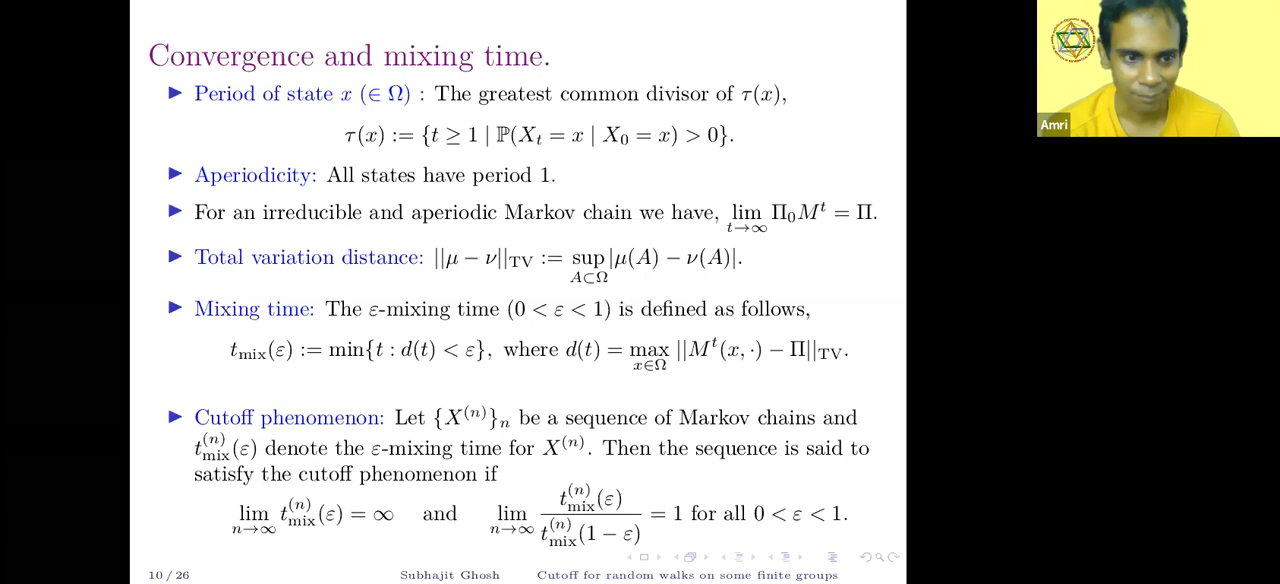 Convergence and mixing time.
▶ Period of state x (∈ Ω) : The greatest common divisor of τ(x),
τ(x) := {t ≥ 1 | ℙ(X_t = x | X_0 = x) > 0}.
▶ Aperiodicity: All states have period 1.
▶ For an irreducible and aperiodic Markov chain we have, lim_{t→∞} Π_0 M^t = Π.
▶ Total variation distance: ||μ − ν||_TV := sup_{A⊂Ω} |μ(A) − ν(A)|.
▶ Mixing time: The ε-mixing time (0 < ε < 1) is defined as follows,
t_mix(ε) := min{t : d(t) < ε}, where d(t) = max_{x∈Ω} ||M^t(x, ·) − Π||_TV.
▶ Cutoff phenomenon: Let {X^(n)}_n be a sequence of Markov chains and
t_mix^(n)(ε) denote the ε-mixing time for X^(n). Then the sequence is said to
satisfy the cutoff phenomenon if
lim_{n→∞} t_mix^(n)(ε) = ∞ and lim_{n→∞} t_mix^(n)(ε) / t_mix^(n)(1 − ε) = 1 for all 0 < ε < 1.
10 / 26 Subhajit Ghosh Cutoff for random walks on some finite groups
Amri